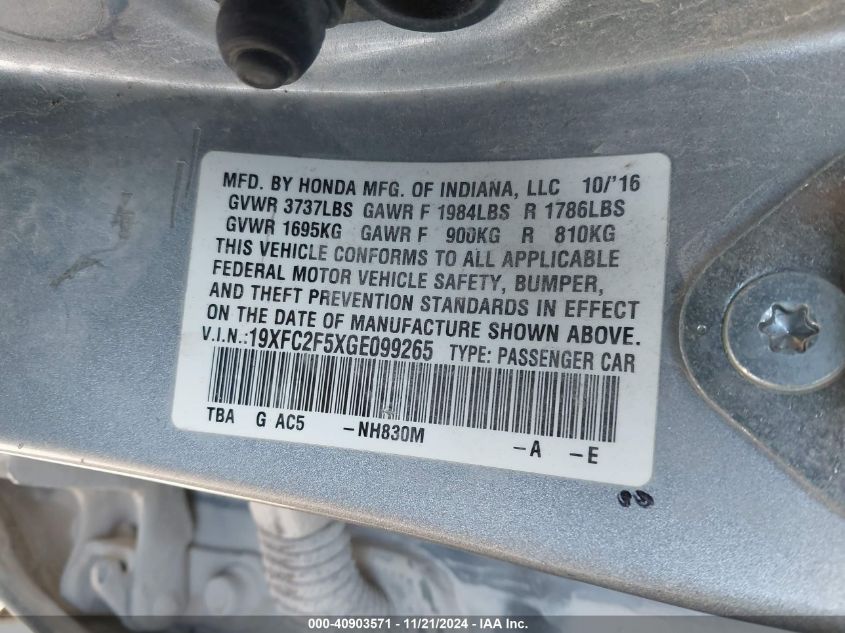 MFD. BY HONDA MFG. OF INDIANA, LLC 10/'16
GVWR 3737LBS GAWR F 1984LBS R 1786LBS
GVWR 1695KG GAWR F 900KG R 810KG
THIS VEHICLE CONFORMS TO ALL APPLICABLE
FEDERAL MOTOR VEHICLE SAFETY, BUMPER,
AND THEFT PREVENTION STANDARDS IN EFFECT
ON THE DATE OF MANUFACTURE SHOWN ABOVE.
V.I.N.:19XFC2F5XGE099265 TYPE: PASSENGER CAR
TBA G AC5 -NH830M -A -E
000-40903571 - 11/21/2024 - IAAI.COM